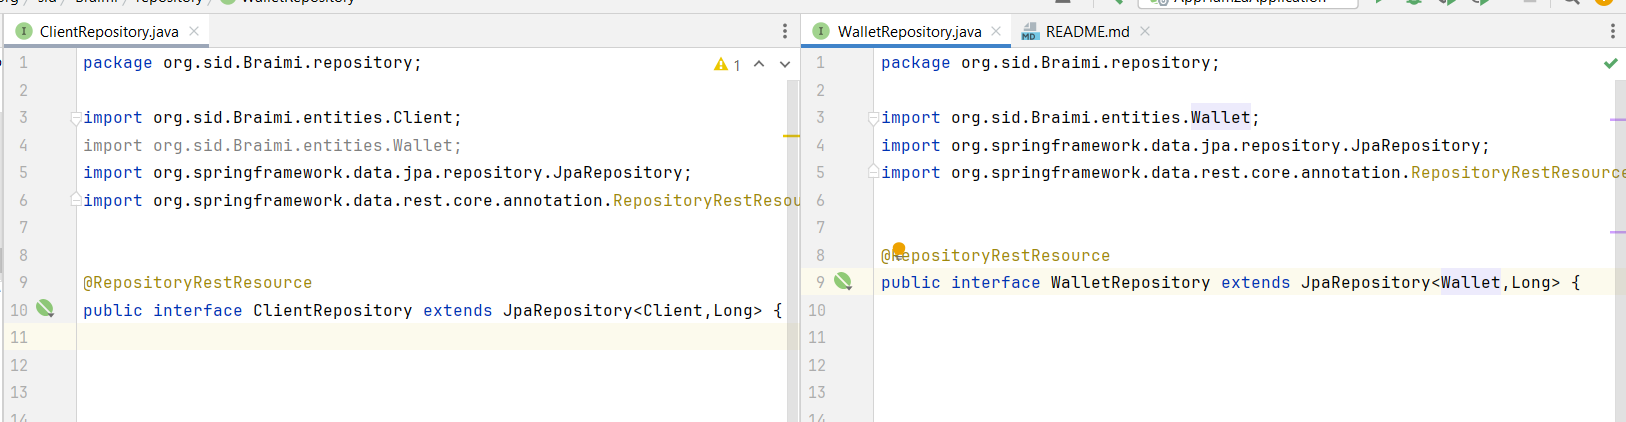 sid Braimi repository WalletRepository
ClientRepository.java
1 package org.sid.Braimi.repository;
1
2
3 import org.sid.Braimi.entities.Client;
4 import org.sid.Braimi.entities.Wallet;
5 import org.springframework.data.jpa.repository.JpaRepository;
6 import org.springframework.data.rest.core.annotation.RepositoryRestResou
7
8
9 @RepositoryRestResource
10 public interface ClientRepository extends JpaRepository<Client,Long> {
11
12
13
14
WalletRepository.java
MD README.md
1 package org.sid.Braimi.repository;
2
3 import org.sid.Braimi.entities.Wallet;
4 import org.springframework.data.jpa.repository.JpaRepository;
5 import org.springframework.data.rest.core.annotation.RepositoryRestResource
6
7
8 @RepositoryRestResource
9 public interface WalletRepository extends JpaRepository<Wallet,Long> {
10
11
12
13
14